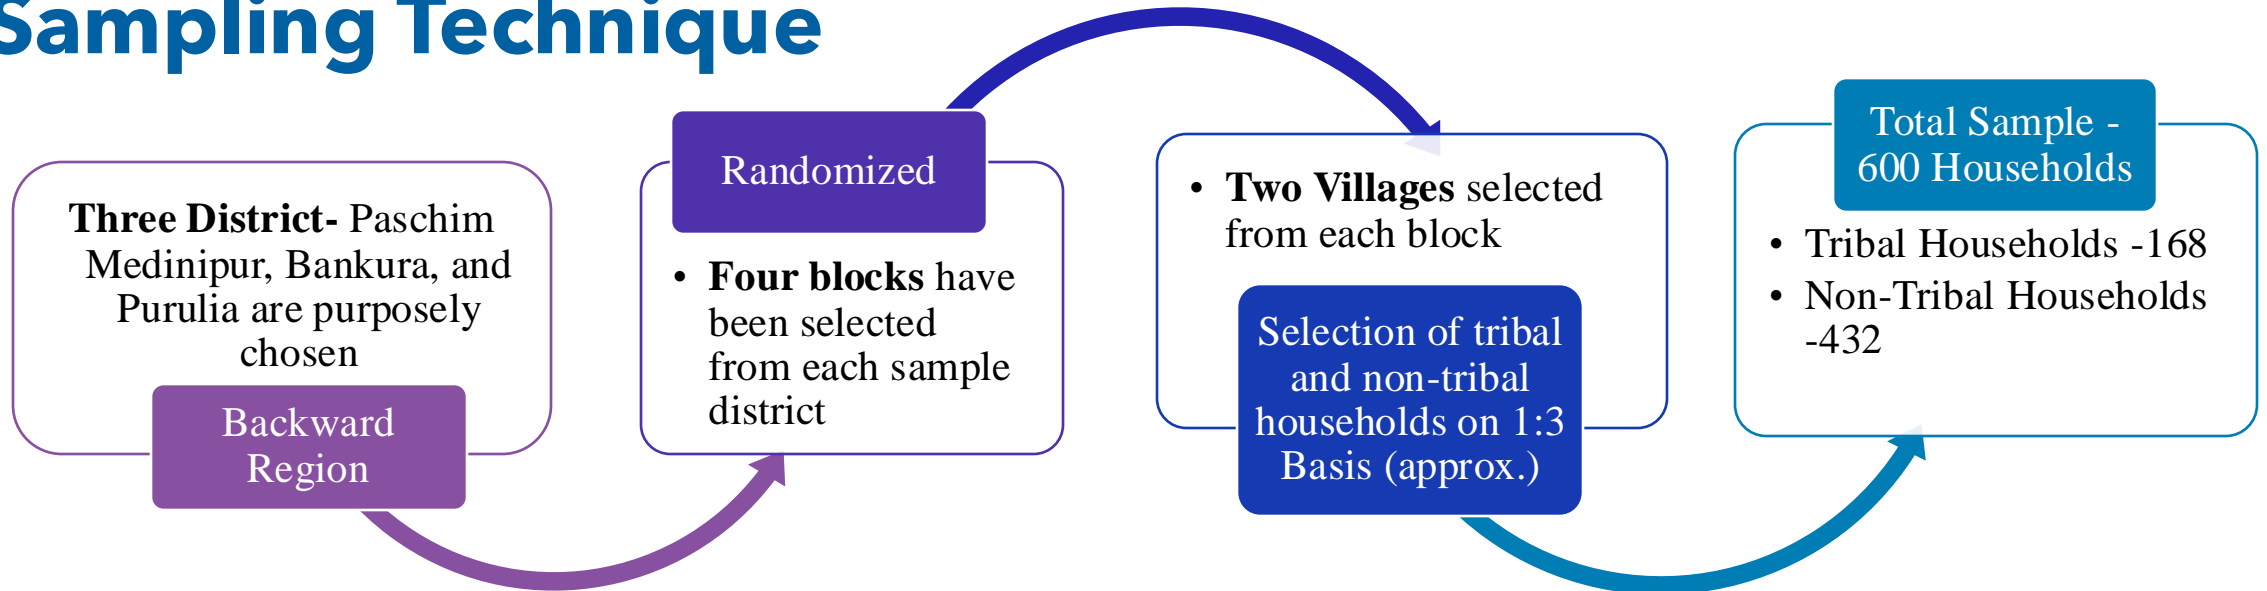 Sampling Technique
Three District- Paschim
Medinipur, Bankura, and
Purulia are purposely
chosen
Backward
Region
Randomized
• Four blocks have
been selected
from each sample
district
• Two Villages selected
from each block
Selection of tribal
and non-tribal
households on 1:3
Basis (approx.)
Total Sample -
600 Households
• Tribal Households -168
• Non-Tribal Households
-432